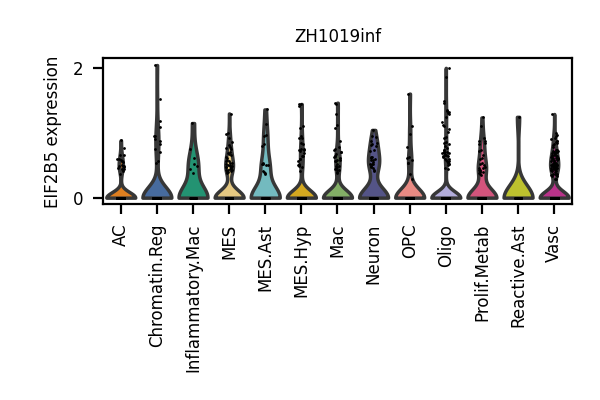 ZH1019inf
EIF2B5 expression
2
0
AC
Chromatin.Reg
Inflammatory.Mac
MES
MES.Ast
MES.Hyp
Mac
Neuron
OPC
Oligo
Prolif.Metab
Reactive.Ast
Vasc